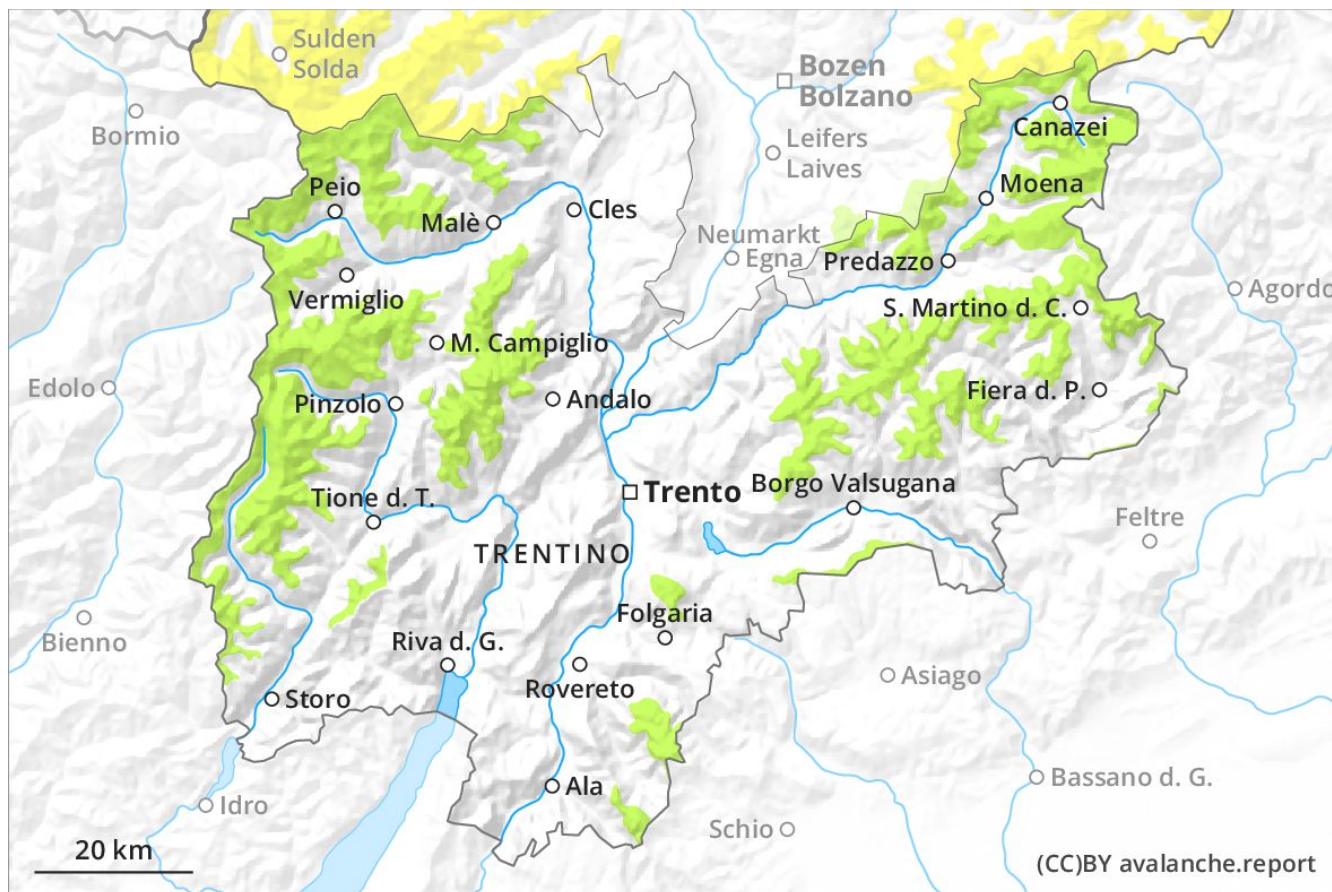 Sulden
Solda
Bozen
Bolzano
Bormio
Canazei
Leifers
Laives
Peio
Moena
Malè
Cles
Neumarkt
Egna
Predazzo
Vermiglio
Agordo
S. Martino d. C.
M. Campiglio
Edolo
Pinzolo
Andalo
Fiera d. P.
Trento
Borgo Valsugana
Tione d. T.
Feltre
TRENTINO
Folgaria
Bienno
Riva d. G.
Rovereto
Asiago
Storo
Bassano d. G.
Ala
Idro
Schio
20 km
(CC)BY avalanche.report